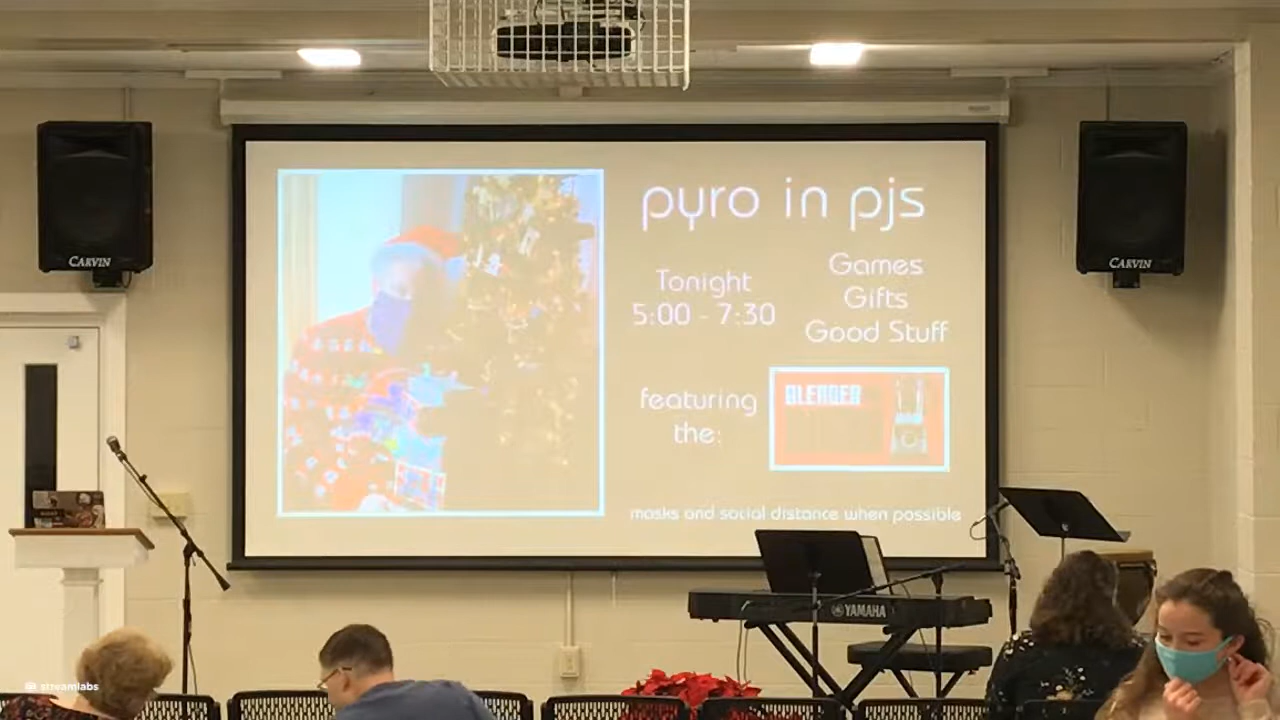 pyro in pjs
Tonight
5:00 - 7:30
Games
Gifts
Good Stuff
featuring
the:
BLENDER
masks and social distance when possible
CARVIN
CARVIN
YAMAHA
streamlabs